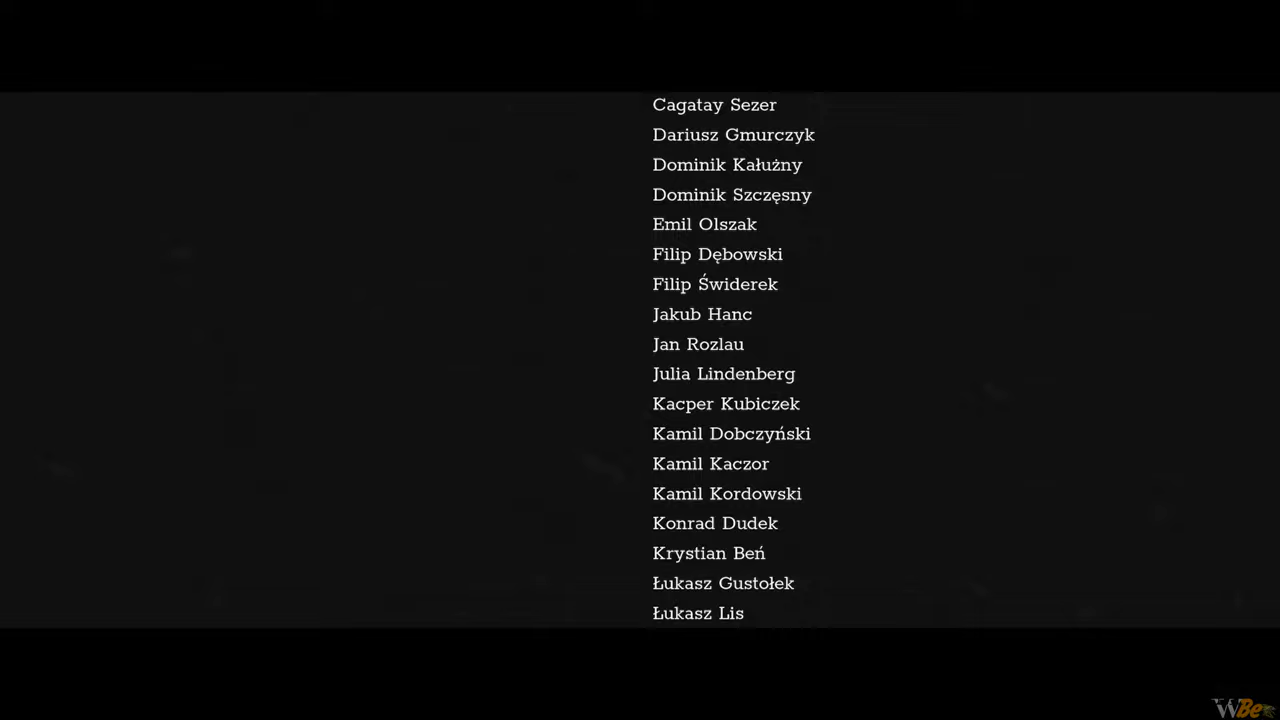 Cagatay Sezer
Dariusz Gmurczyk
Dominik Kałużny
Dominik Szczęsny
Emil Olszak
Filip Dębowski
Filip Świderek
Jakub Hanc
Jan Rozlau
Julia Lindenberg
Kacper Kubiczek
Kamil Dobczyński
Kamil Kaczor
Kamil Kordowski
Konrad Dudek
Krystian Beń
Łukasz Gustołek
Łukasz Lis
WBe